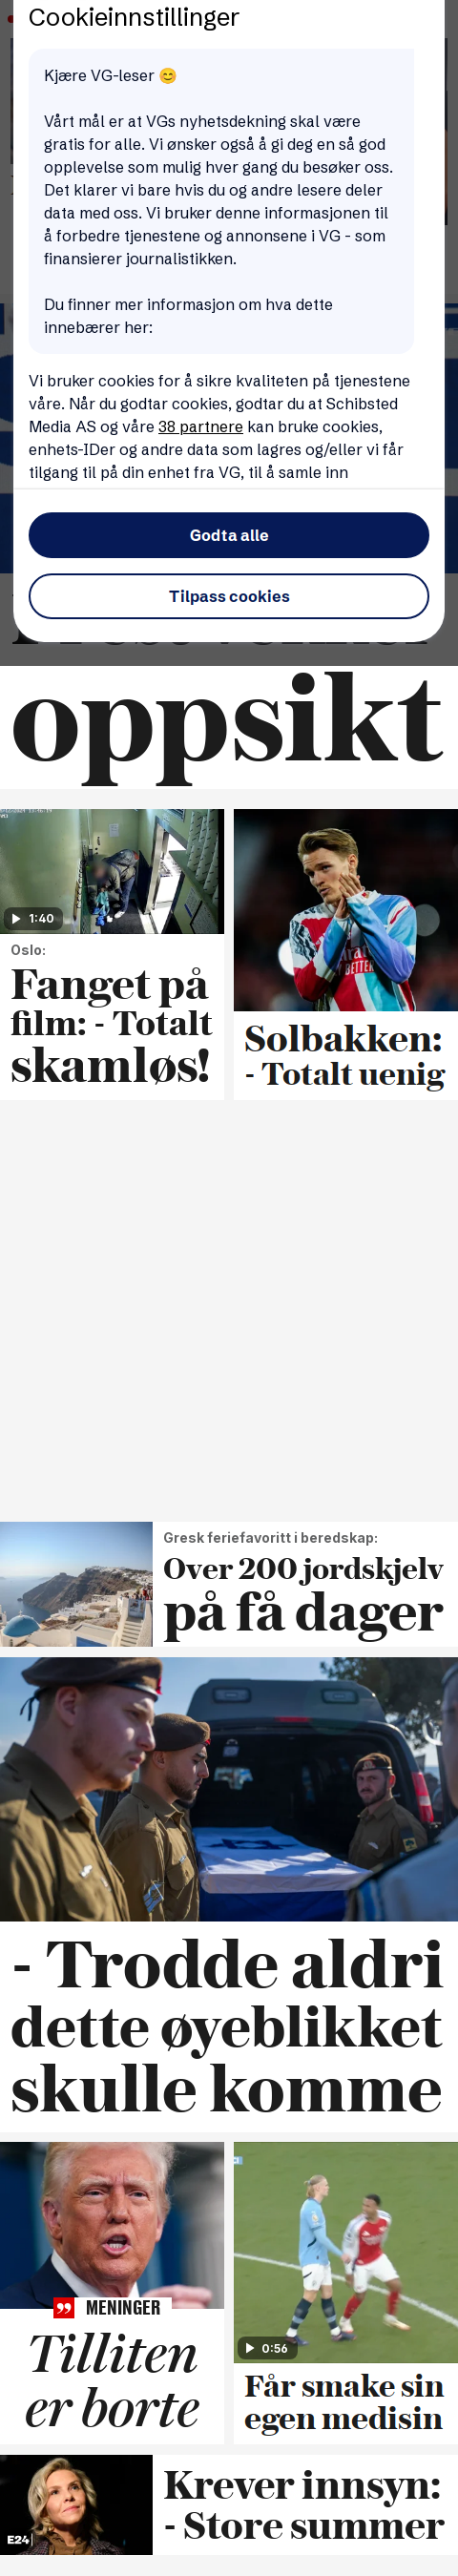 Cookieinnstillinger
Kjære VG-leser 😊
Vårt mål er at VGs nyhetsdekning skal være
gratis for alle. Vi ønsker også å gi deg en så god
opplevelse som mulig hver gang du besøker oss.
Det klarer vi bare hvis du og andre lesere deler
data med oss. Vi bruker denne informasjonen til
å forbedre tjenestene og annonsene i VG - som
finansierer journalistikken.
Du finner mer informasjon om hva dette
innebærer her:
Vi bruker cookies for å sikre kvaliteten på tjenestene
våre. Når du godtar cookies, godtar du at Schibsted
Media AS og våre 38 partnere kan bruke cookies,
enhets-IDer og andre data som lagres og/eller vi får
tilgang til på din enhet fra VG, til å samle inn
Godta alle
Tilpass cookies
oppsikt
1:40
Oslo:
Fanget på
film: - Totalt
skamløs!
Solbakken:
- Totalt uenig
Gresk feriefavoritt i beredskap:
Over 200 jordskjelv
på få dager
- Trodde aldri
dette øyeblikket
skulle komme
MENINGER
Tilliten
er borte
0:56
Får smake sin
egen medisin
E24
Krever innsyn:
- Store summer